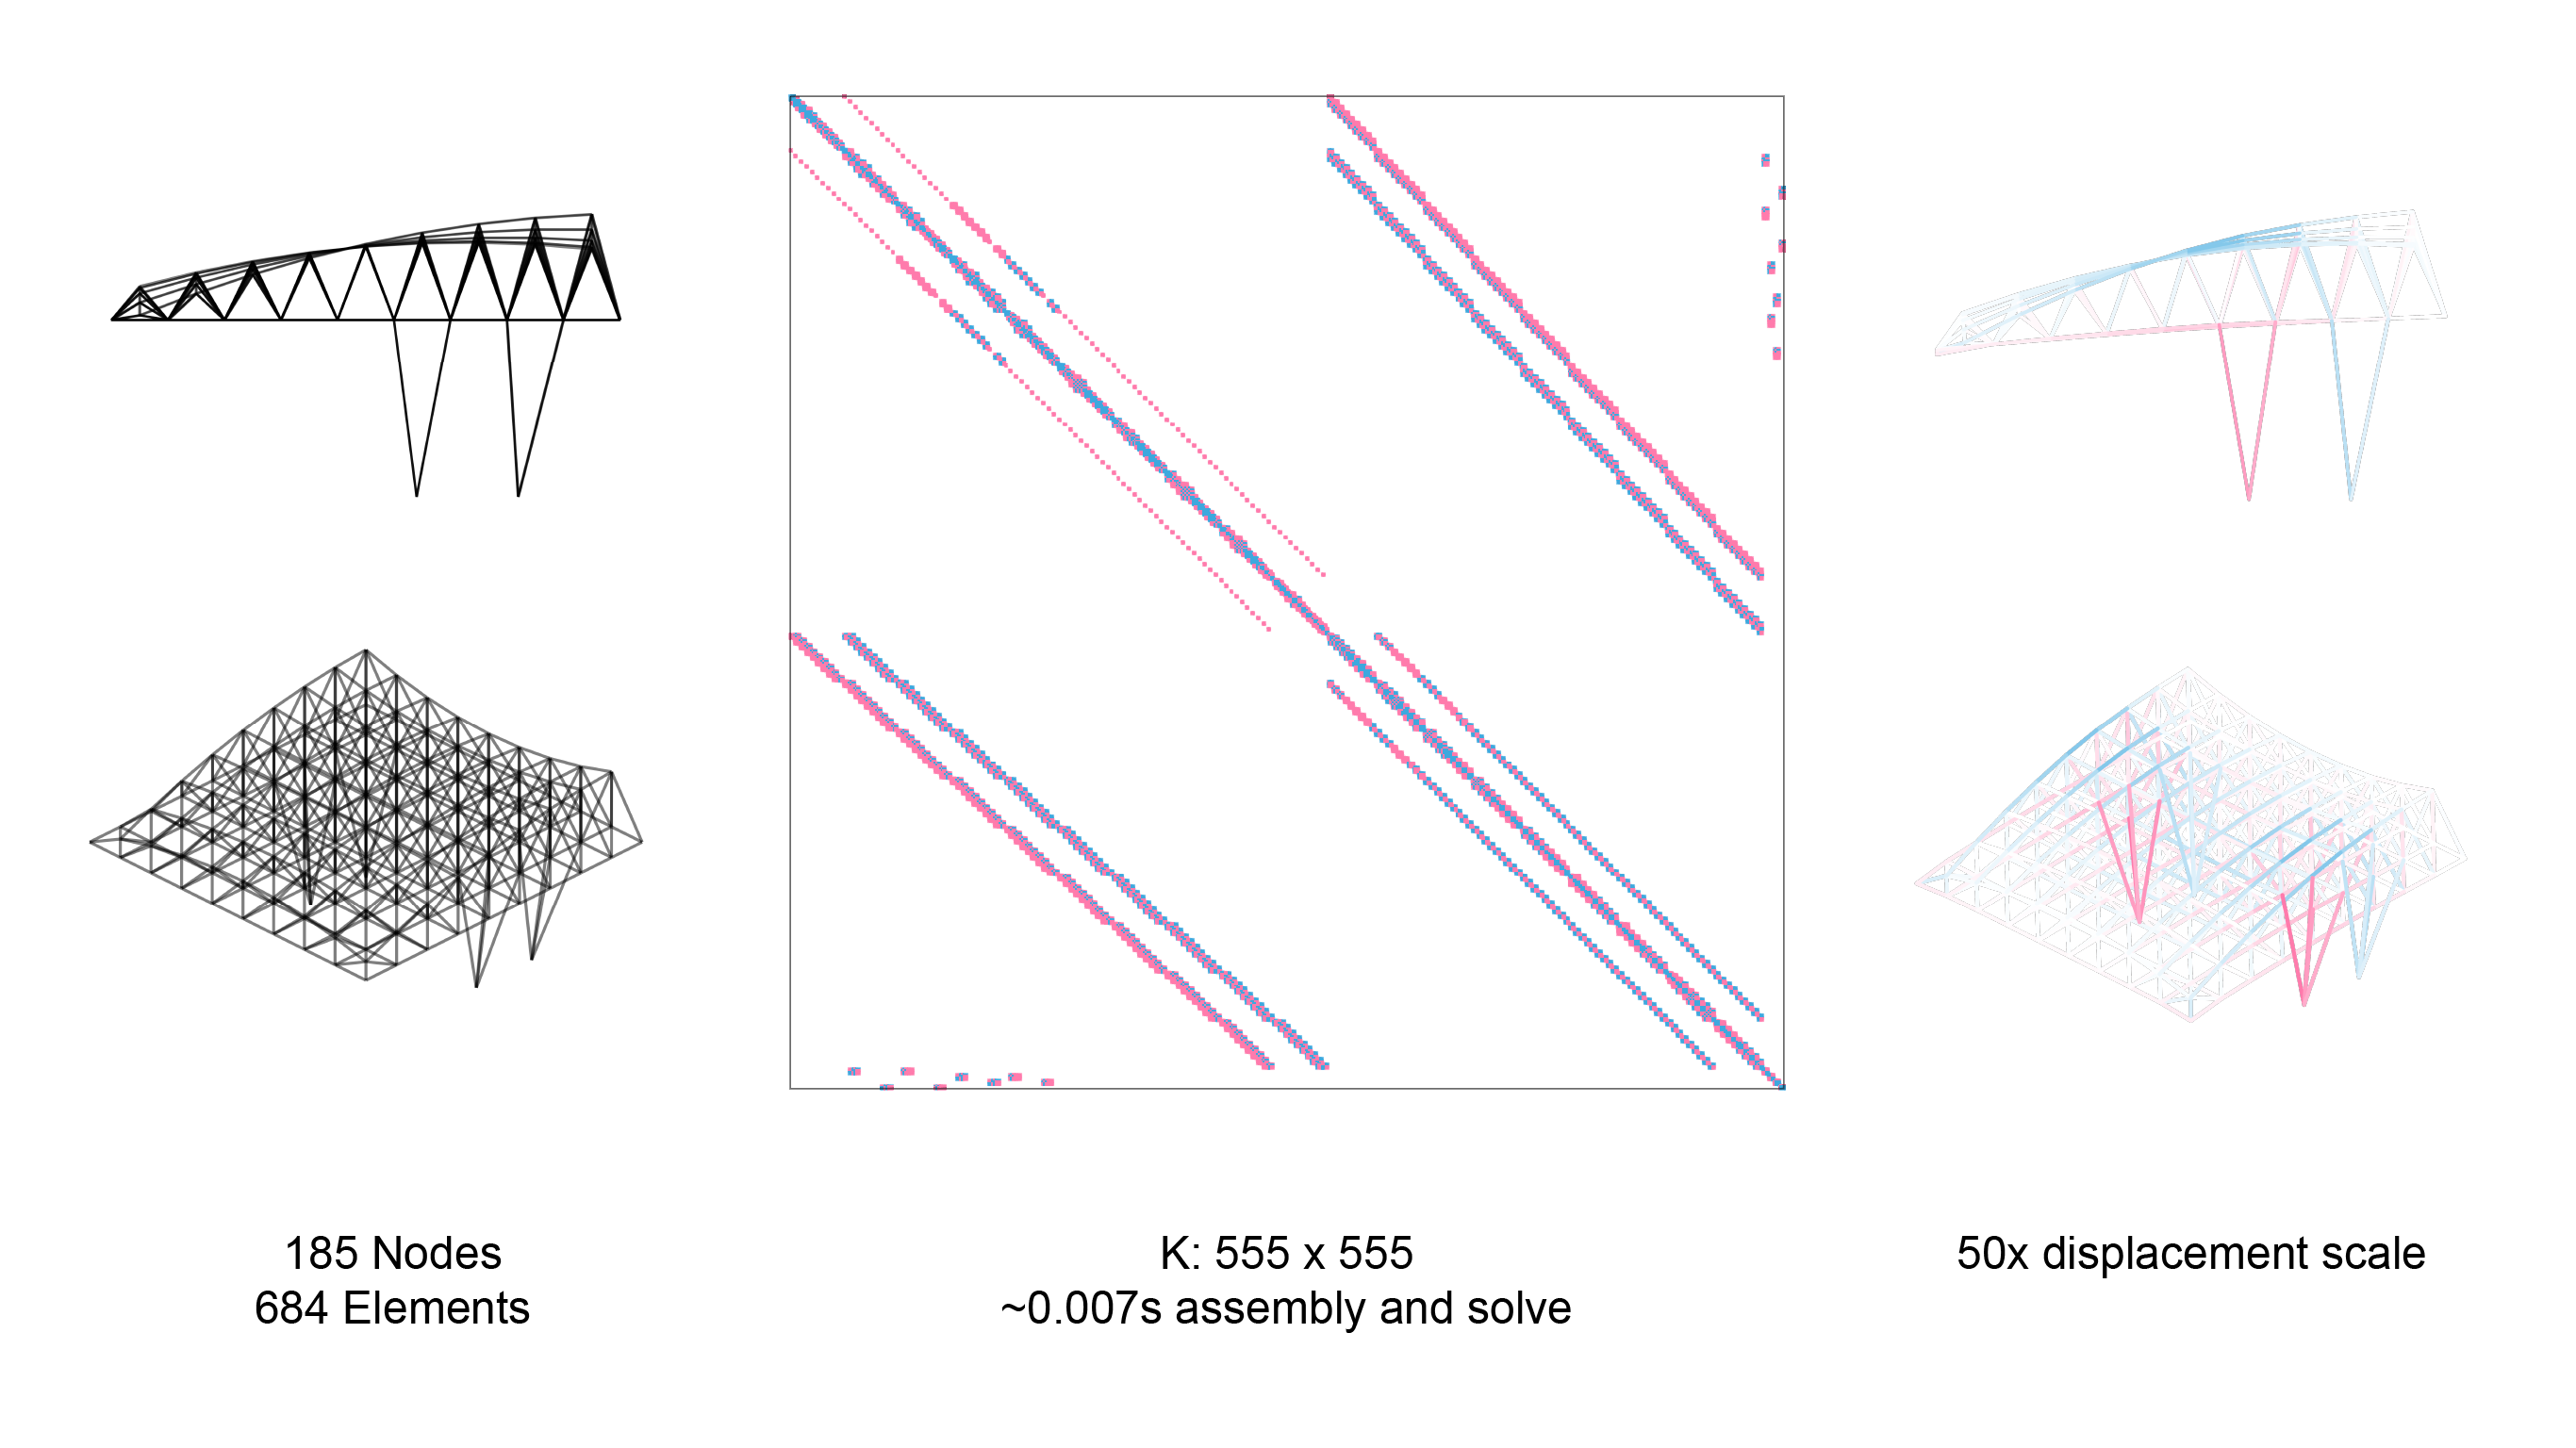 185 Nodes
684 Elements
K: 555 x 555
~0.007s assembly and solve
50x displacement scale